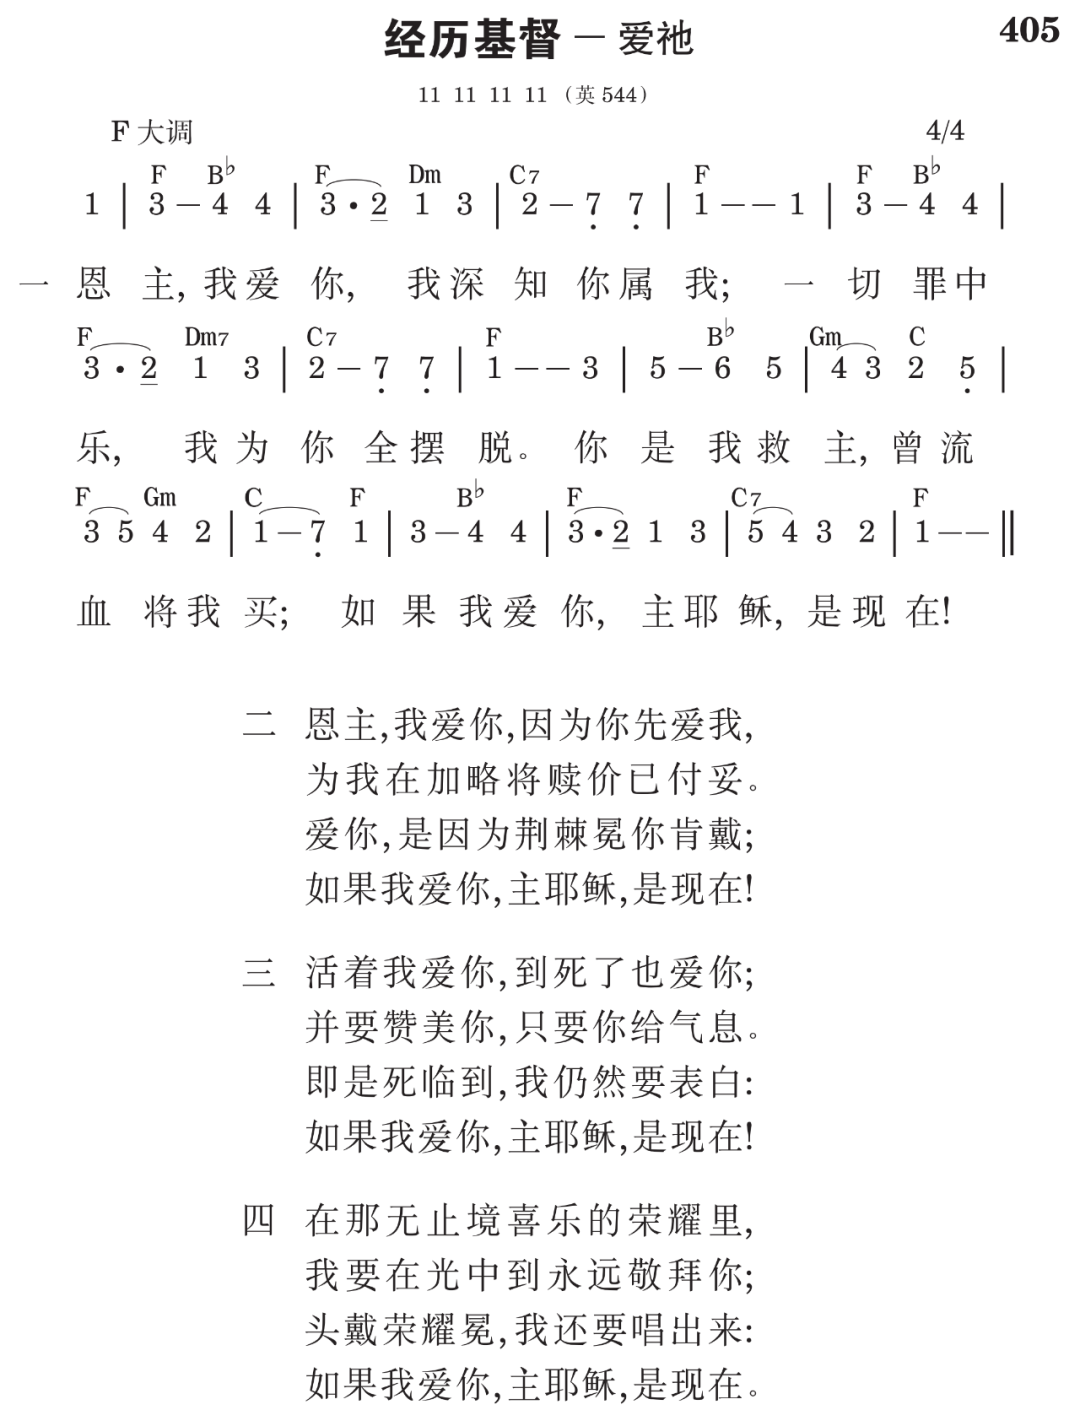 经历基督 — 爱祂 405
11 11 11 11 （英 544）
F 大调 4/4
F B♭ F Dm C7 F F B♭
1 | 3 – 4 4 | 3 · 2 1 3 | 2 – 7 7 | 1 – – 1 | 3 – 4 4 |
一 恩 主, 我 爱 你, 我 深 知 你 属 我; 一 切 罪 中
F Dm7 C7 F B♭ Gm C
3 · 2 1 3 | 2 – 7 7 | 1 – – 3 | 5 – 6 5 | 4 3 2 5 |
乐, 我 为 你 全 摆 脱。 你 是 我 救 主, 曾 流
F Gm C F B♭ F C7 F
3 5 4 2 | 1 – 7 1 | 3 – 4 4 | 3 · 2 1 3 | 5 4 3 2 | 1 – – ‖
血 将 我 买; 如 果 我 爱 你, 主 耶 稣, 是 现 在!
二 恩主,我爱你,因为你先爱我,
为我在加略将赎价已付妥。
爱你,是因为荆棘冕你肯戴;
如果我爱你,主耶稣,是现在!
三 活着我爱你,到死了也爱你;
并要赞美你,只要你给气息。
即是死临到,我仍然要表白:
如果我爱你,主耶稣,是现在!
四 在那无止境喜乐的荣耀里,
我要在光中到永远敬拜你;
头戴荣耀冕,我还要唱出来:
如果我爱你,主耶稣,是现在。